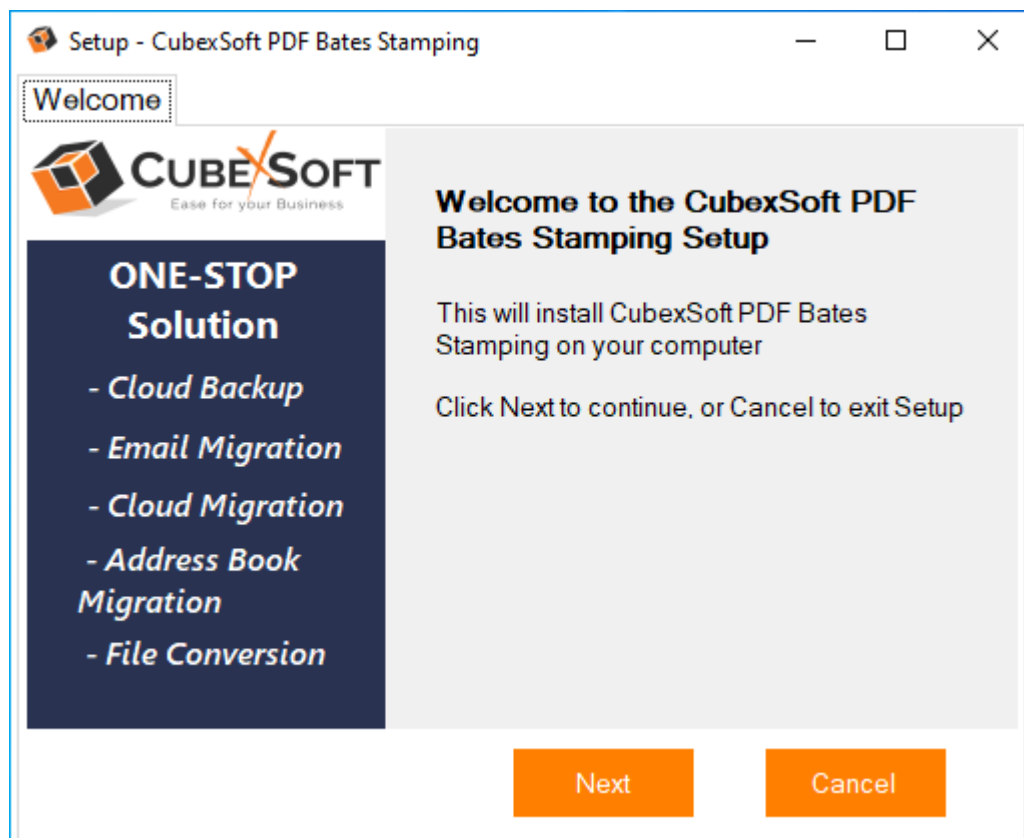 Setup - CubexSoft PDF Bates Stamping
Welcome
CUBEXSOFT
Ease for your Business
ONE-STOP
Solution
- Cloud Backup
- Email Migration
- Cloud Migration
- Address Book
Migration
- File Conversion
Welcome to the CubexSoft PDF
Bates Stamping Setup
This will install CubexSoft PDF Bates
Stamping on your computer
Click Next to continue, or Cancel to exit Setup
Next
Cancel